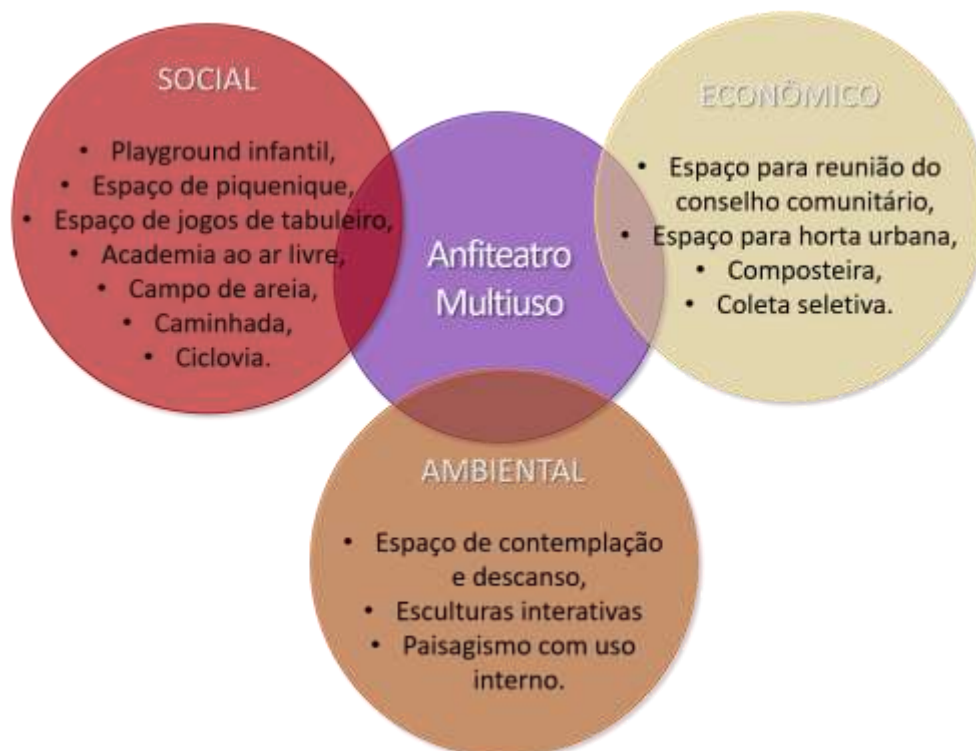 SOCIAL
• Playground infantil,
• Espaço de piquenique,
• Espaço de jogos de tabuleiro,
• Academia ao ar livre,
• Campo de areia,
• Caminhada,
• Ciclovia.
Anfiteatro
Multiuso
ECONÔMICO
• Espaço para reunião do
conselho comunitário,
• Espaço para horta urbana,
• Composteira,
• Coleta seletiva.
AMBIENTAL
• Espaço de contemplação
e descanso,
• Esculturas interativas
• Paisagismo com uso
interno.